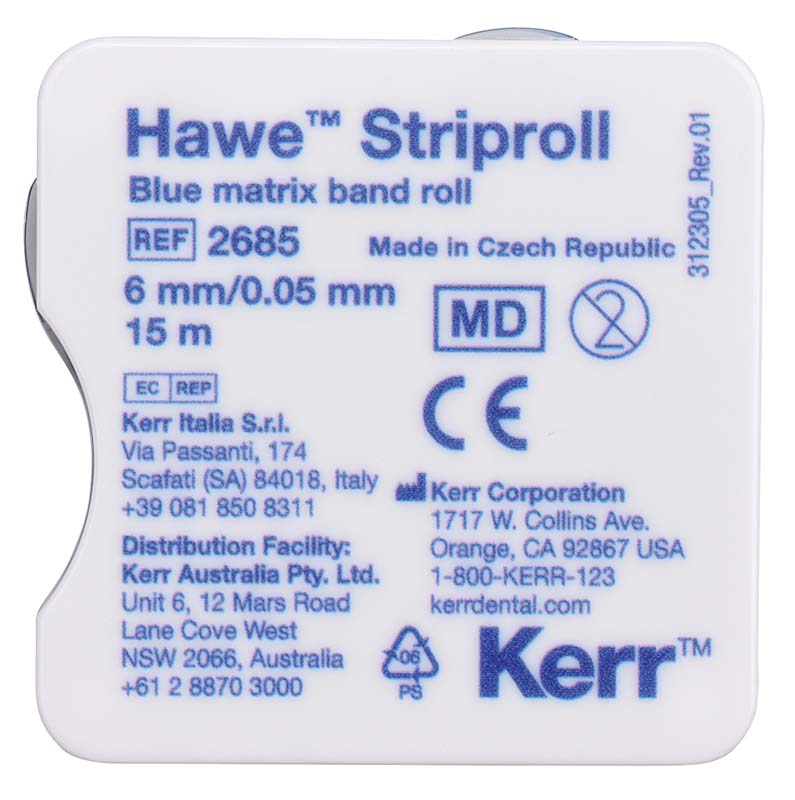 Hawe™ Striproll
Blue matrix band roll
REF 2685
Made in Czech Republic
312305_Rev.01
6 mm/0.05 mm
15 m
MD
2
CE
EC REP
Kerr Italia S.r.l.
Via Passanti, 174
Scafati (SA) 84018, Italy
+39 081 850 8311
Distribution Facility:
Kerr Australia Pty. Ltd.
Unit 6, 12 Mars Road
Lane Cove West
NSW 2066, Australia
+61 2 8870 3000
Kerr Corporation
1717 W. Collins Ave.
Orange, CA 92867 USA
1-800-KERR-123
kerrdental.com
06
PS
Kerr™